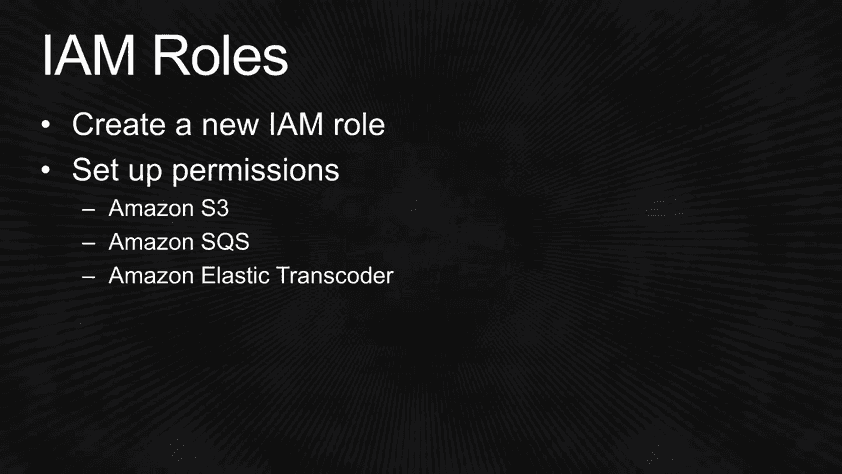 IAM Roles
• Create a new IAM role
• Set up permissions
– Amazon S3
– Amazon SQS
– Amazon Elastic Transcoder